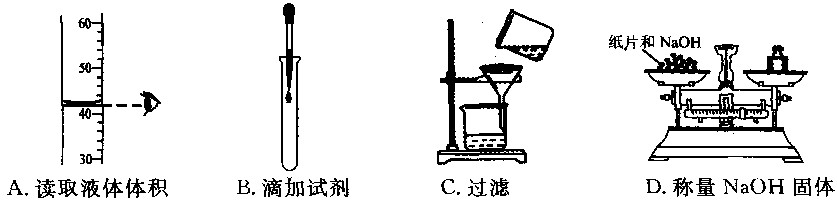 60
50
40
30
纸片和 NaOH
A. 读取液体体积
B. 滴加试剂
C. 过滤
D. 称量 NaOH 固体